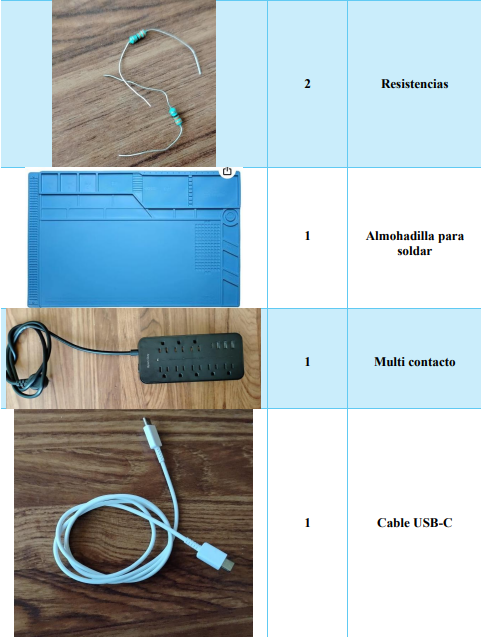 2
Resistencias
1
Almohadilla para
soldar
1
Multi contacto
1
Cable USB-C